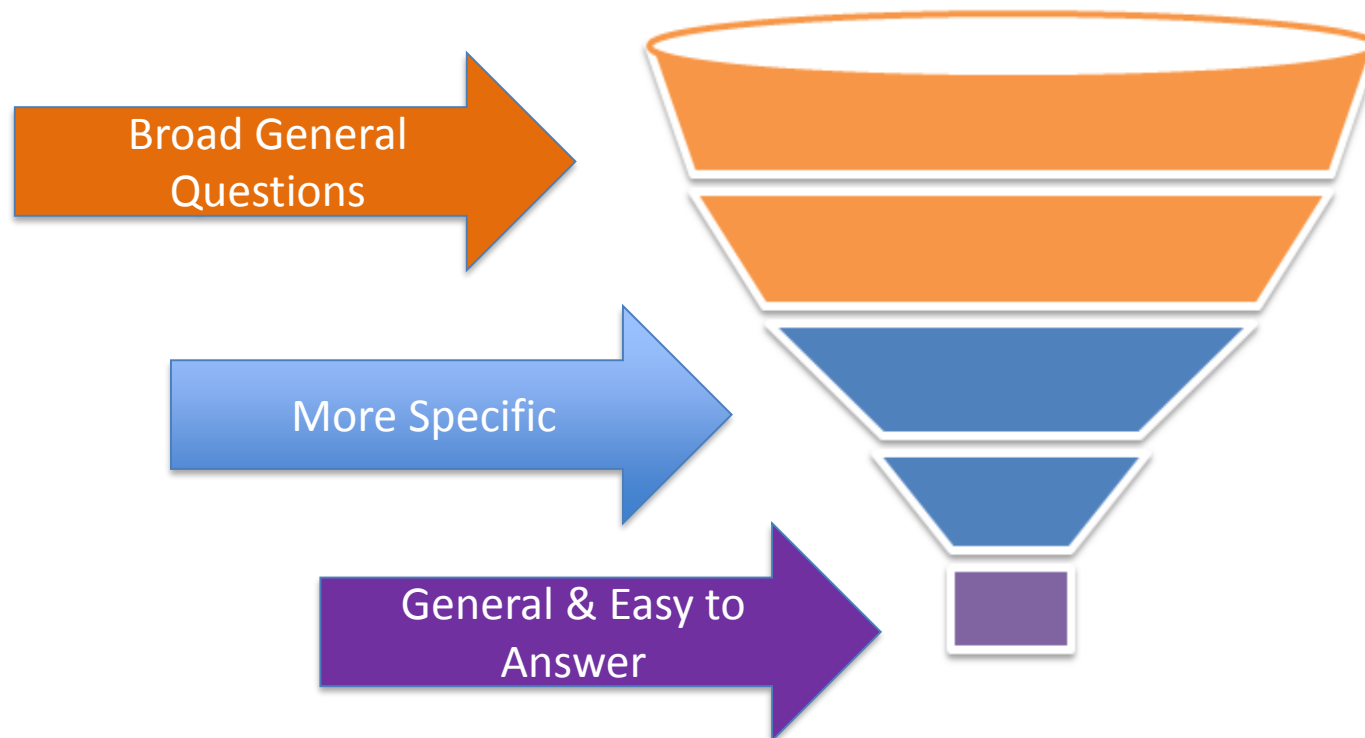 Broad General
Questions
More Specific
General & Easy to
Answer